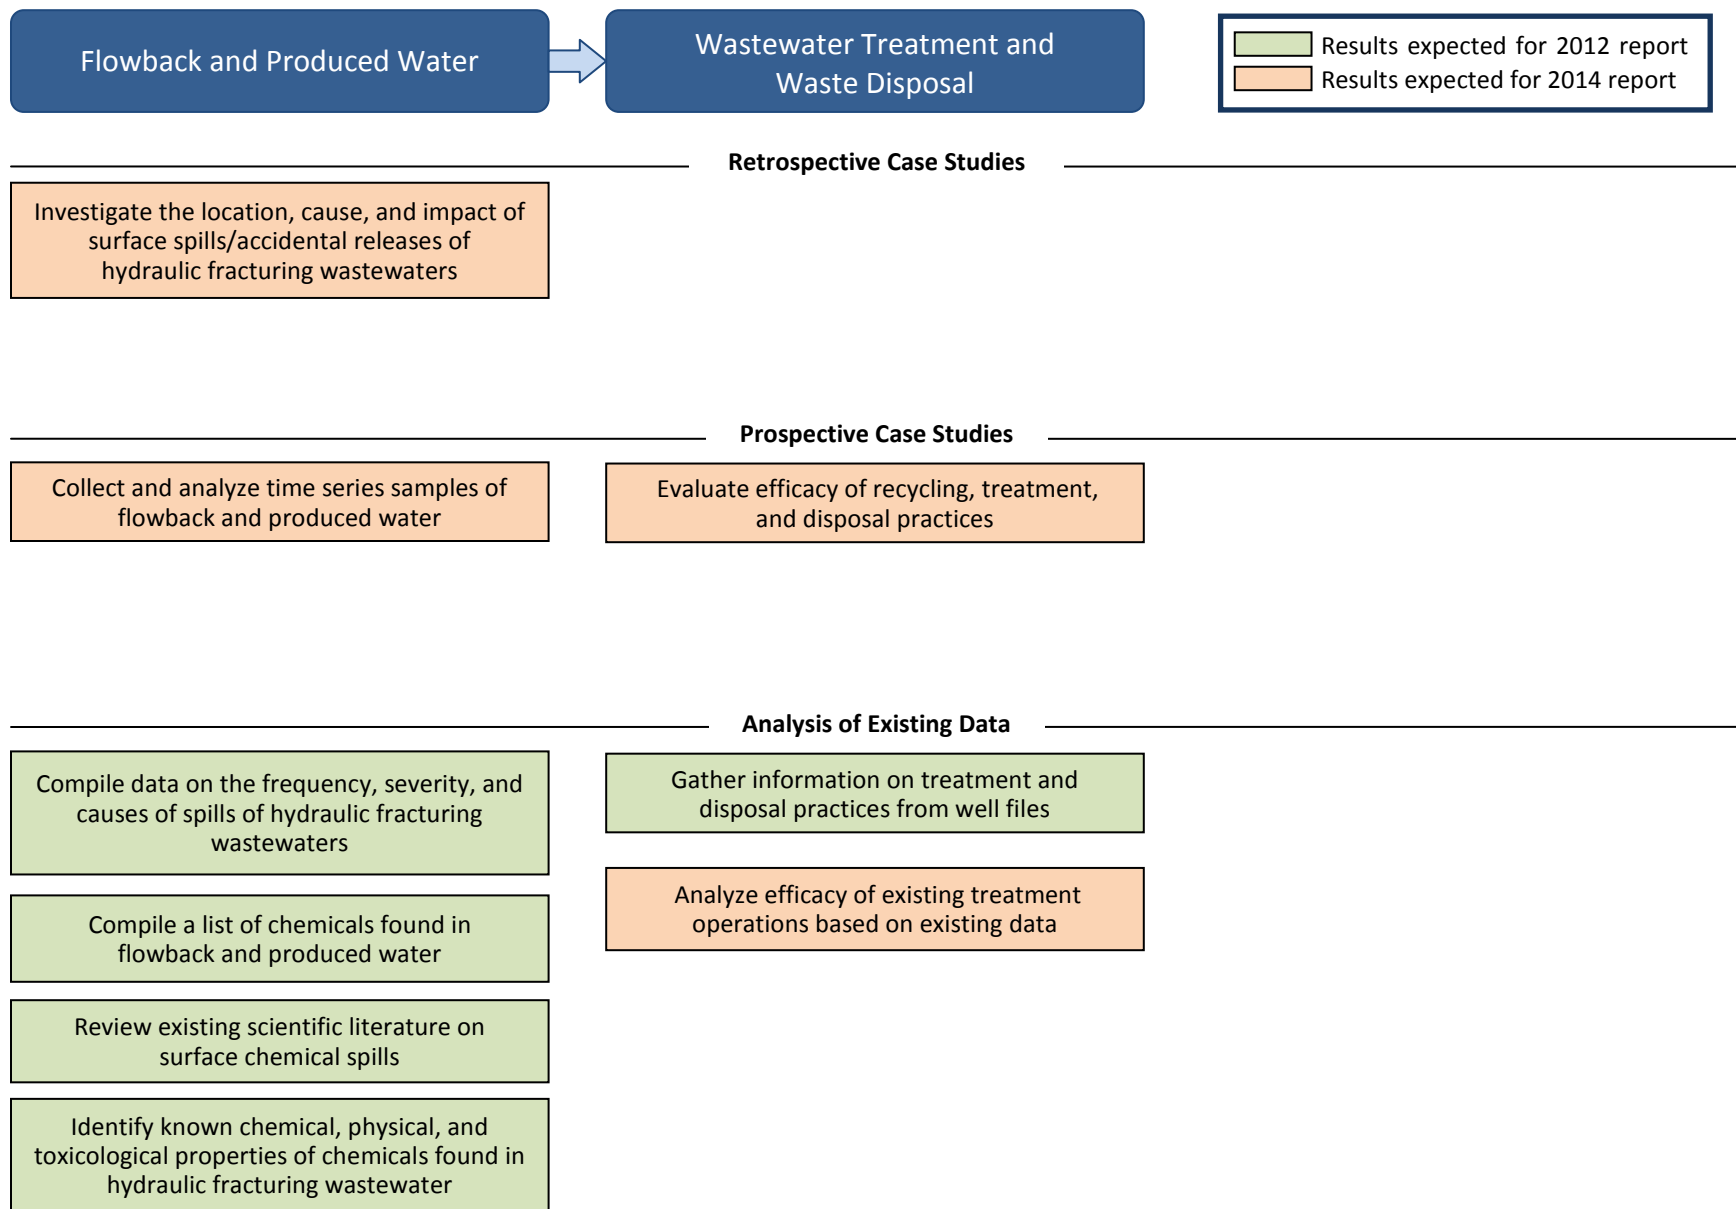 Flowback and Produced Water
Wastewater Treatment and
Waste Disposal
Results expected for 2012 report
Results expected for 2014 report
Retrospective Case Studies
Investigate the location, cause, and impact of
surface spills/accidental releases of
hydraulic fracturing wastewaters
Prospective Case Studies
Collect and analyze time series samples of
flowback and produced water
Evaluate efficacy of recycling, treatment,
and disposal practices
Analysis of Existing Data
Compile data on the frequency, severity, and
causes of spills of hydraulic fracturing
wastewaters
Gather information on treatment and
disposal practices from well files
Compile a list of chemicals found in
flowback and produced water
Analyze efficacy of existing treatment
operations based on existing data
Review existing scientific literature on
surface chemical spills
Identify known chemical, physical, and
toxicological properties of chemicals found in
hydraulic fracturing wastewater